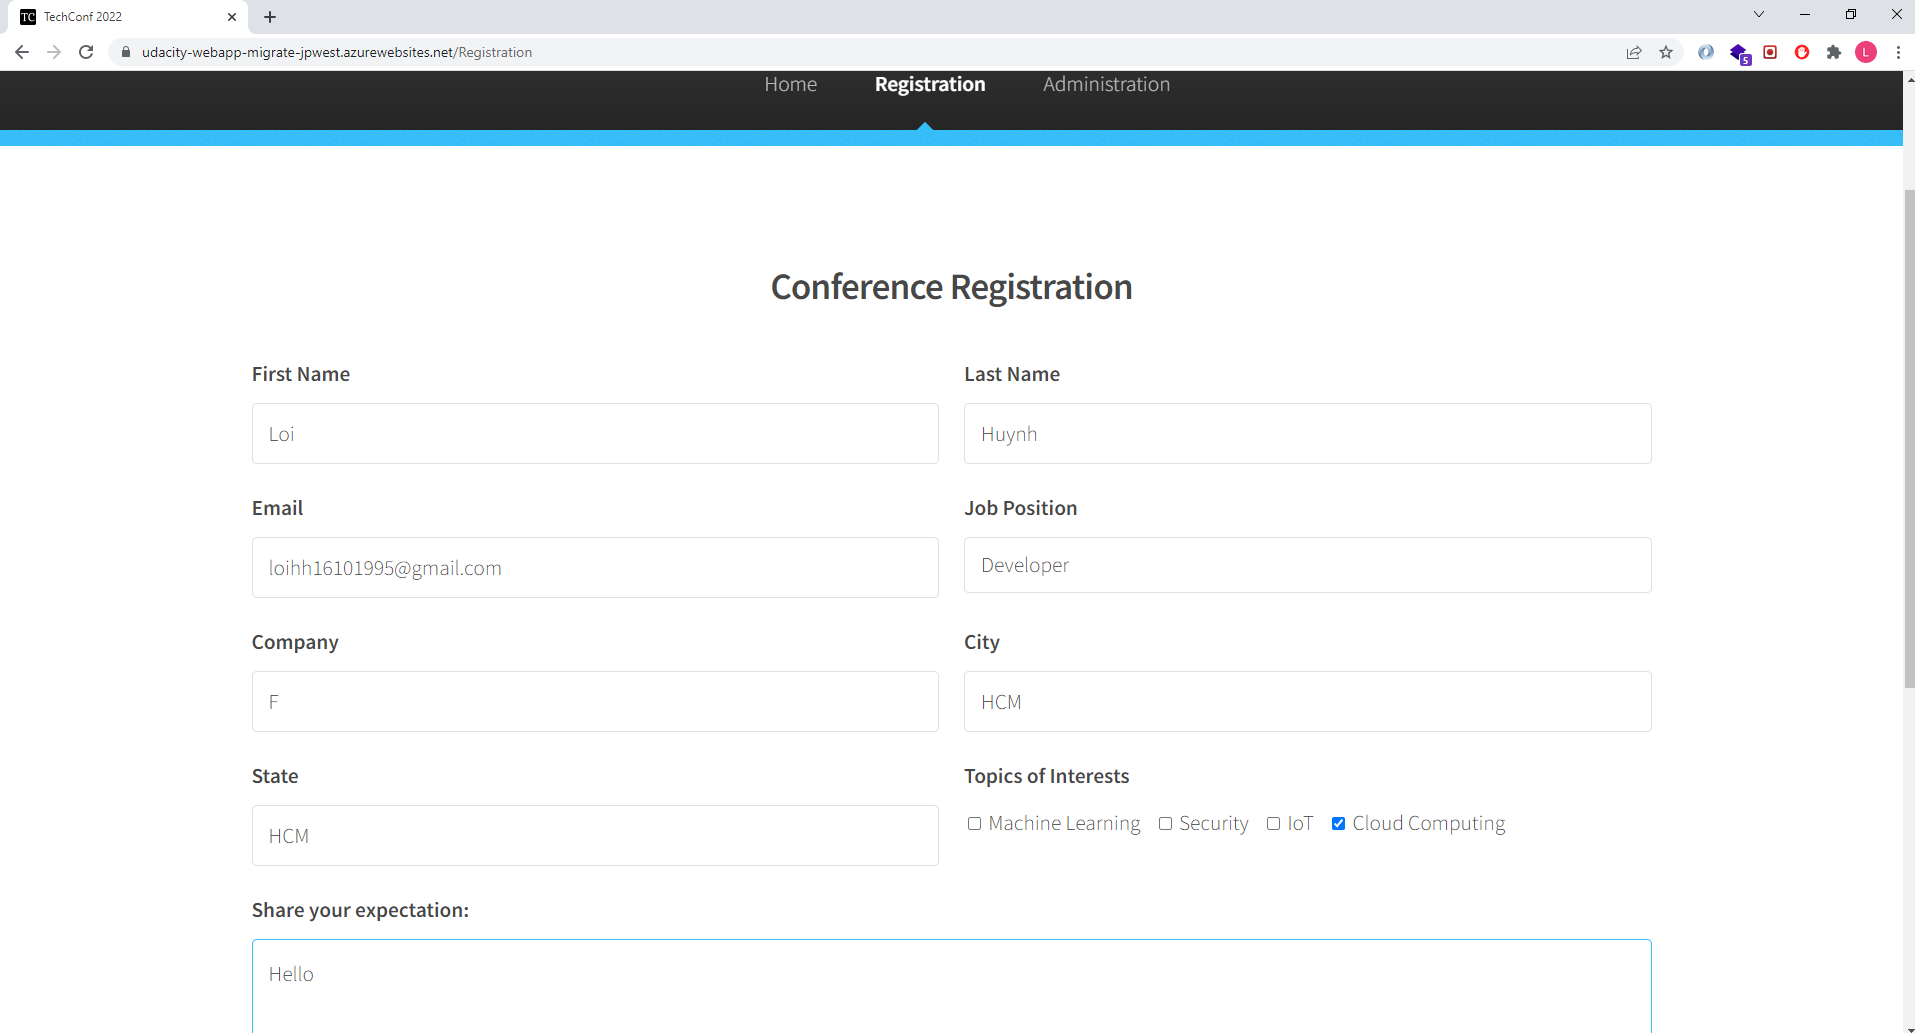 TC TechConf 2022
udacity-webapp-migrate-jpwest.azurewebsites.net/Registration
5
L
Home Registration Administration
Conference Registration
First Name Last Name
Loi Huynh
Email Job Position
loihh16101995@gmail.com Developer
Company City
F HCM
State Topics of Interests
HCM Machine Learning Security IoT Cloud Computing
Share your expectation:
Hello